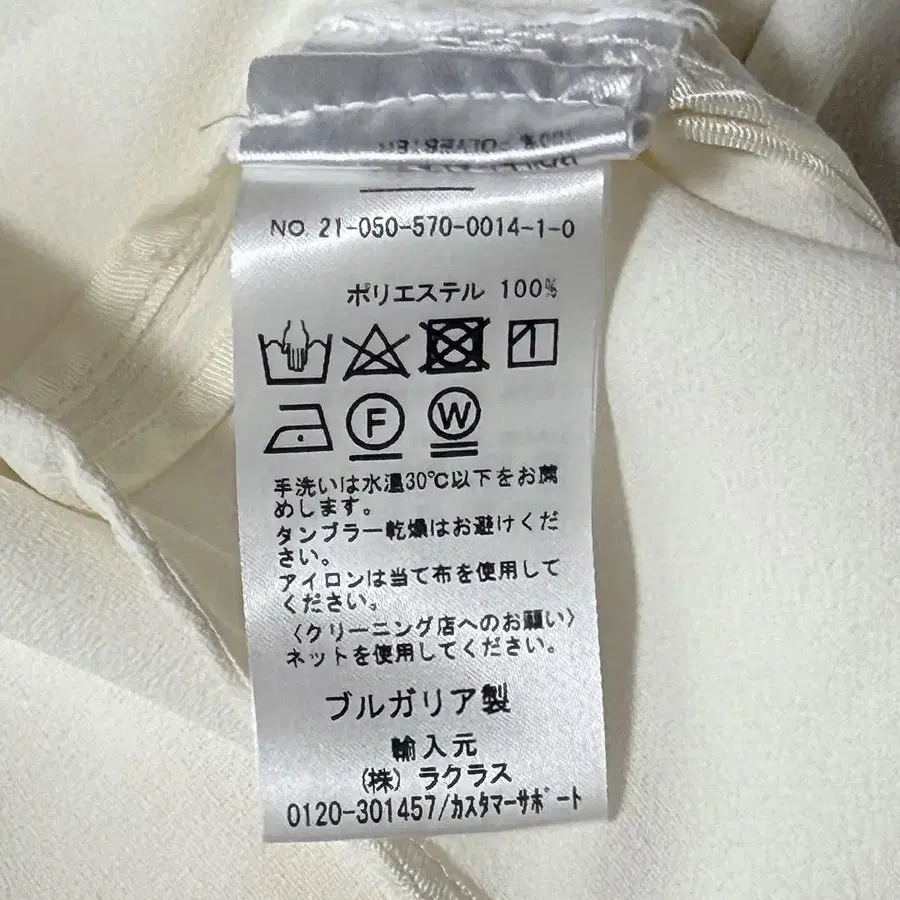 NO. 21-050-570-0014-1-0
ポリエステル 100%
F
W
手洗いは水温30℃以下をお薦
めします。
タンブラー乾燥はお避けくだ
さい。
アイロンは当て布を使用して
ください。
〈クリーニング店へのお願い〉
ネットを使用してください。
ブルガリア製
輸入元
(株) ラクラス
0120-301457/カスタマーサポート